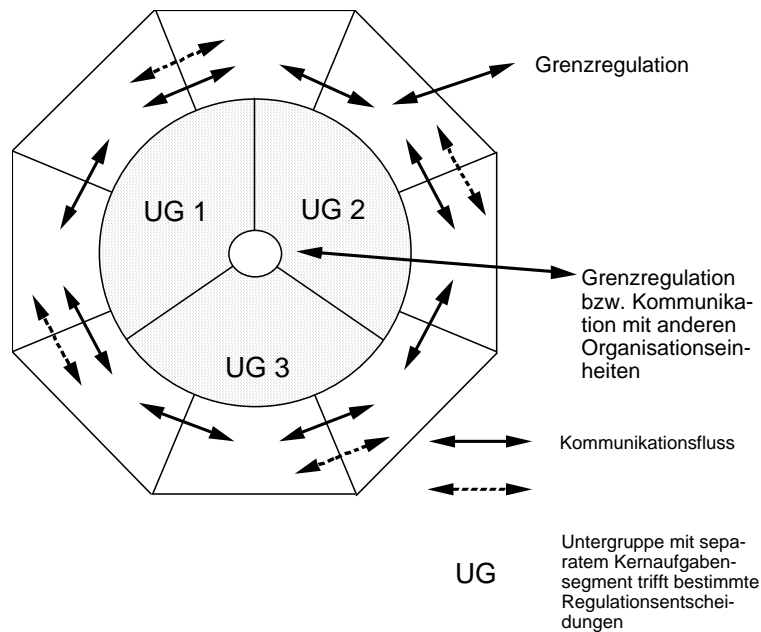 Grenzregulation
UG 1
UG 2
Grenzregulation
bzw. Kommunika-
tion mit anderen
Organisationsein-
heiten
UG 3
Kommunikationsfluss
UG
Untergruppe mit sepa-
ratem Kernaufgaben-
segment trifft bestimmte
Regulationsentschei-
dungen